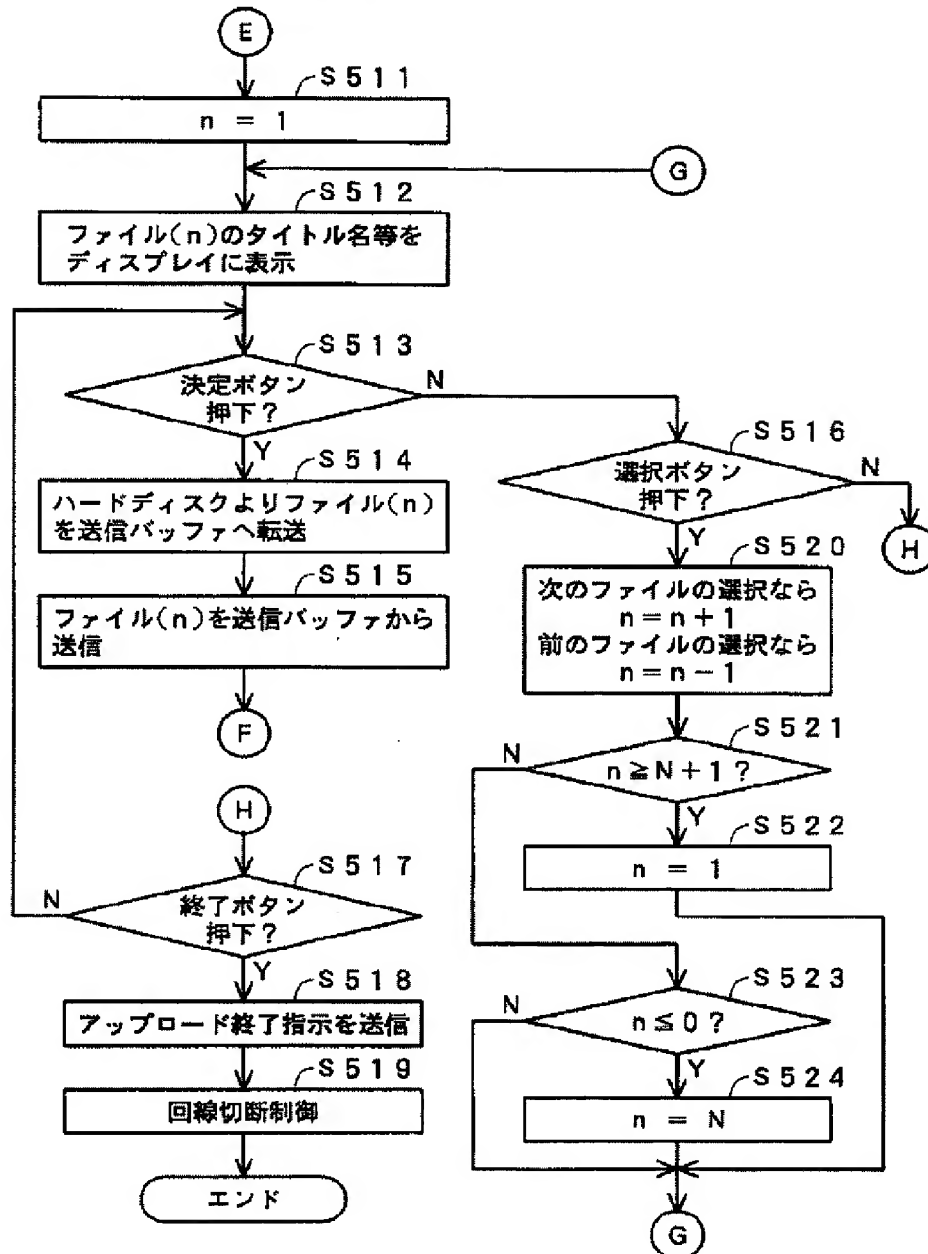 E
S511
n = 1
G
S512
ファイル(n)のタイトル名等を
ディスプレイに表示
S513
決定ボタン
押下?
N
Y
S514
ハードディスクよりファイル(n)
を送信バッファへ転送
S515
ファイル(n)を送信バッファから
送信
F
S516
選択ボタン
押下?
N
H
Y
S520
次のファイルの選択なら
n=n+1
前のファイルの選択なら
n=n-1
S521
N
n≧N+1?
Y
S522
n = 1
S523
N
n≦0?
Y
S524
n = N
G
H
S517
N
終了ボタン
押下?
Y
S518
アップロード終了指示を送信
S519
回線切断制御
エンド